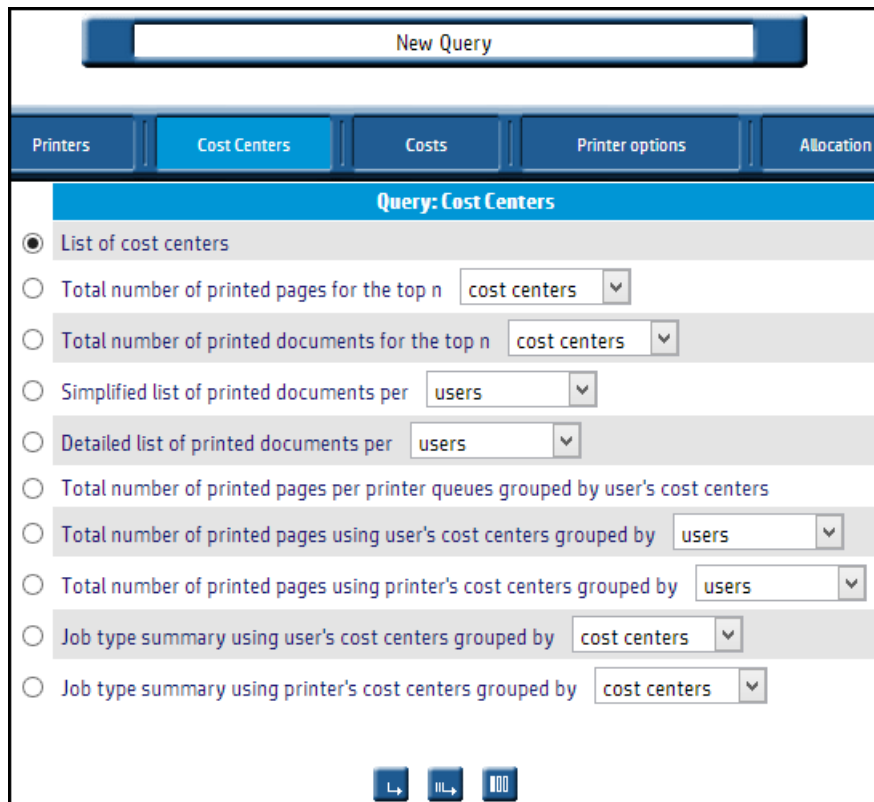 New Query
Printers Cost Centers Costs Printer options Allocation
Query: Cost Centers
List of cost centers
Total number of printed pages for the top n cost centers
Total number of printed documents for the top n cost centers
Simplified list of printed documents per users
Detailed list of printed documents per users
Total number of printed pages per printer queues grouped by user's cost centers
Total number of printed pages using user's cost centers grouped by users
Total number of printed pages using printer's cost centers grouped by users
Job type summary using user's cost centers grouped by cost centers
Job type summary using printer's cost centers grouped by cost centers